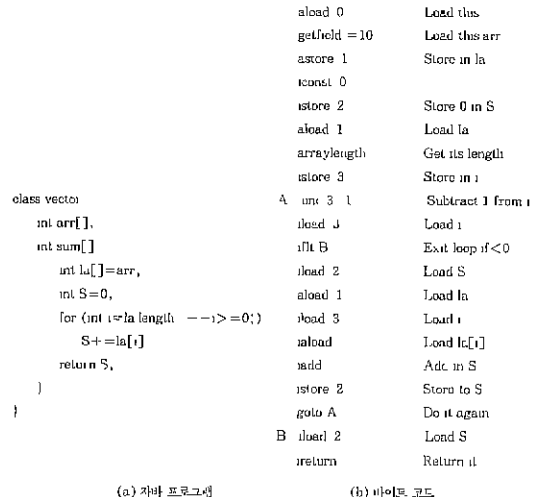 class vector
int arr[],
int sum[]
int la[]=arr,
int S=0,
for (int i=la length --i>=0;)
S+=la[i]
return S,
}
}
(a) 자바 프로그램
aload 0 Load this
getfield =10 Load this arr
astore 1 Store in la
iconst 0
istore 2 Store 0 in S
aload 1 Load la
arraylength Get its length
istore 3 Store in i
A iinc 3 1 Subtract 1 from i
iload 3 Load i
iflt B Exit loop if<0
iload 2 Load S
aload 1 Load la
iload 3 Load i
iaload Load la[i]
iadd Add in S
istore 2 Store to S
goto A Do it again
B iload 2 Load S
ireturn Return it
(b) 바이트 코드